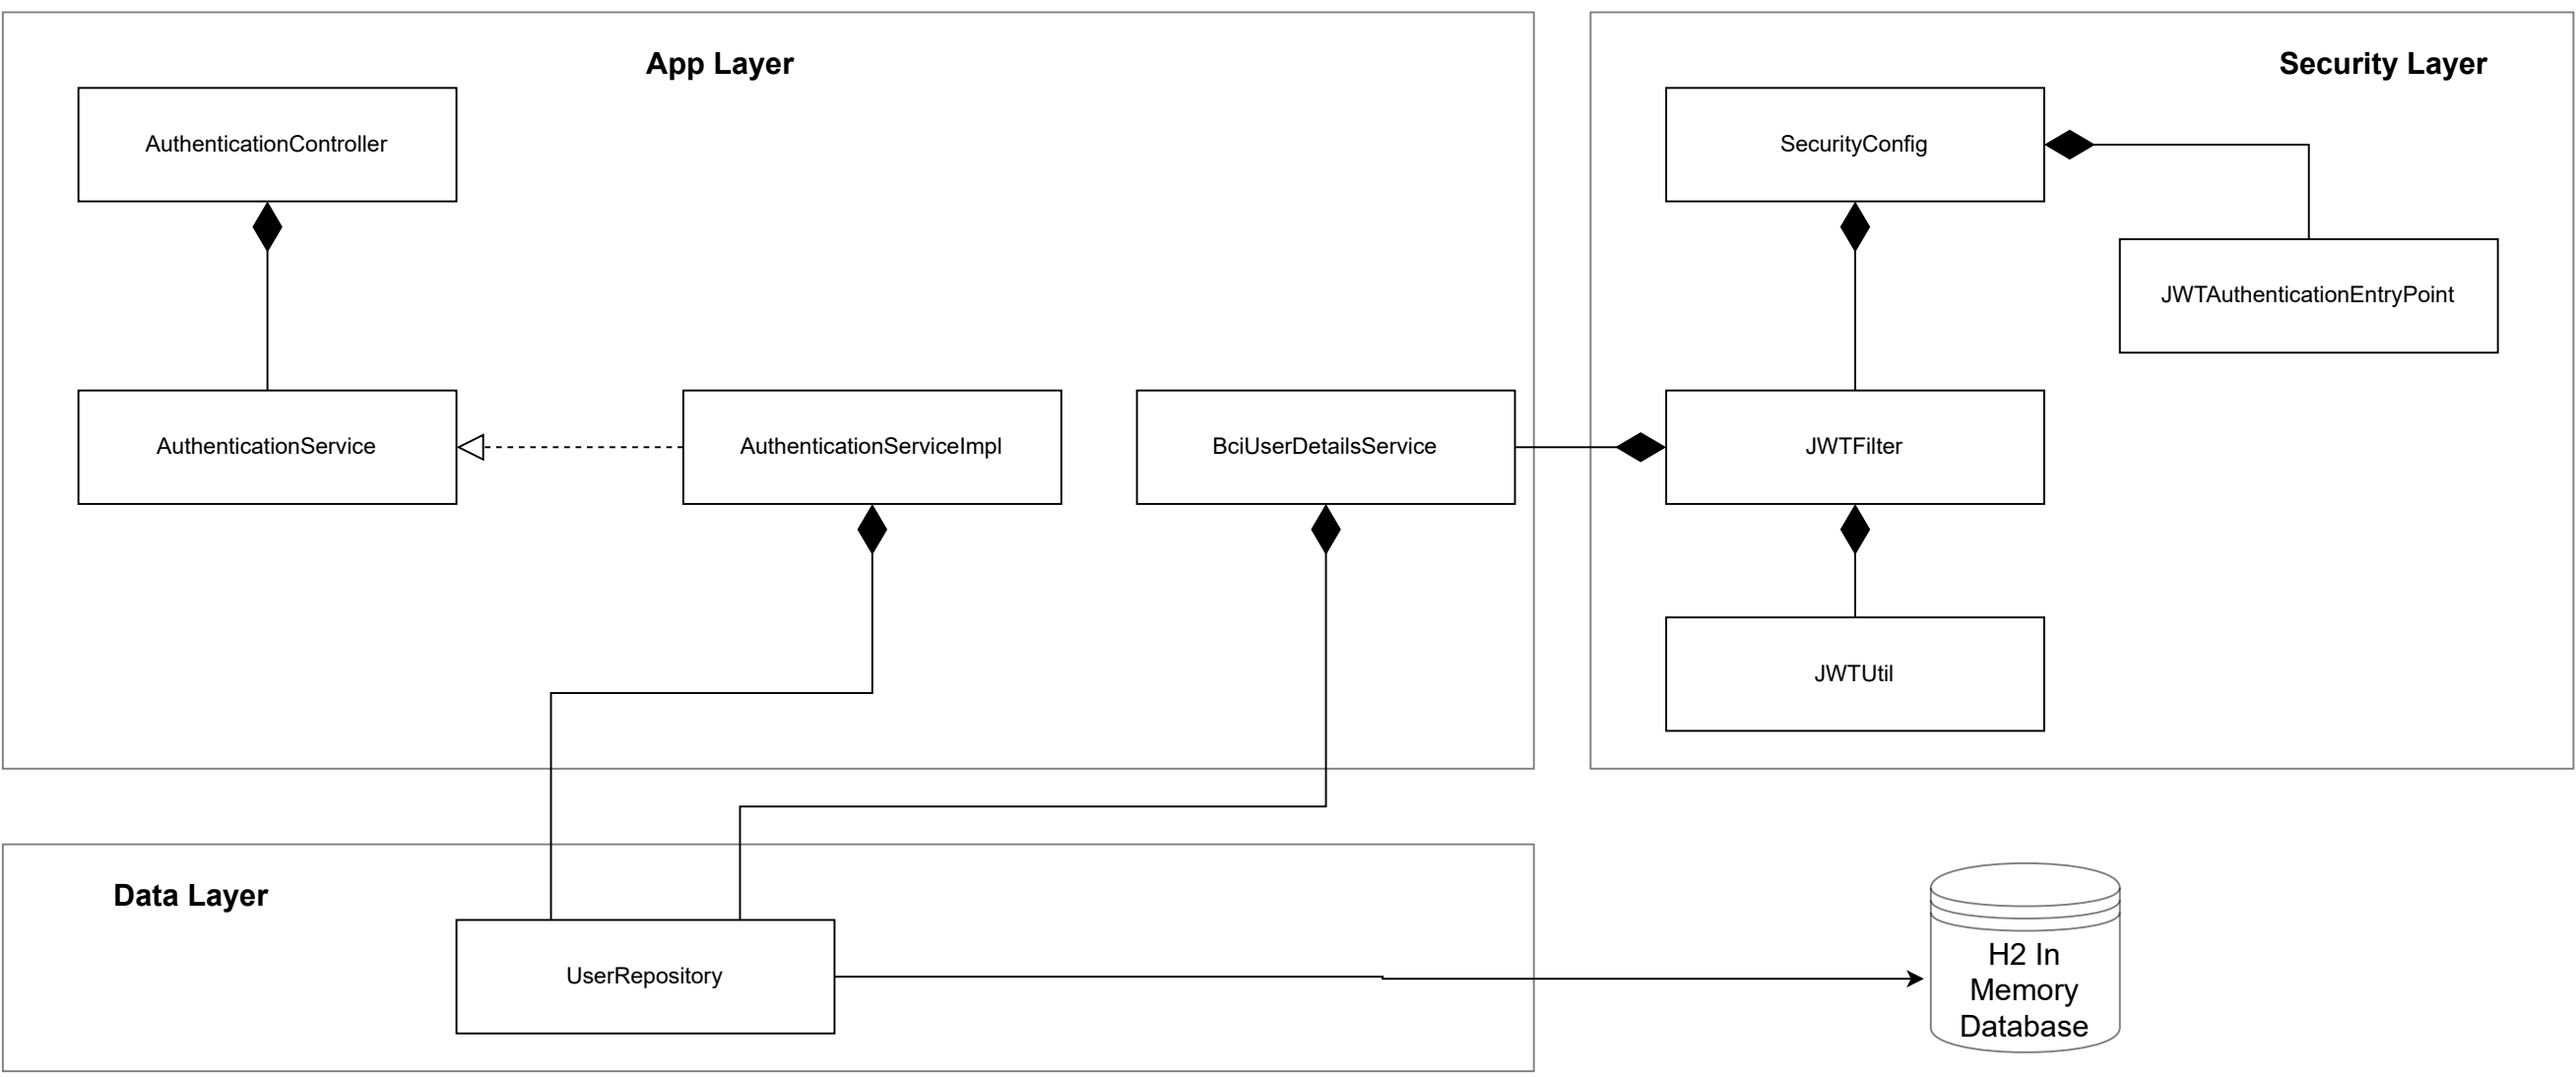 App Layer
Security Layer
AuthenticationController
SecurityConfig
JWTAuthenticationEntryPoint
AuthenticationService
AuthenticationServiceImpl
BciUserDetailsService
JWTFilter
JWTUtil
Data Layer
UserRepository
H2 In
Memory
Database